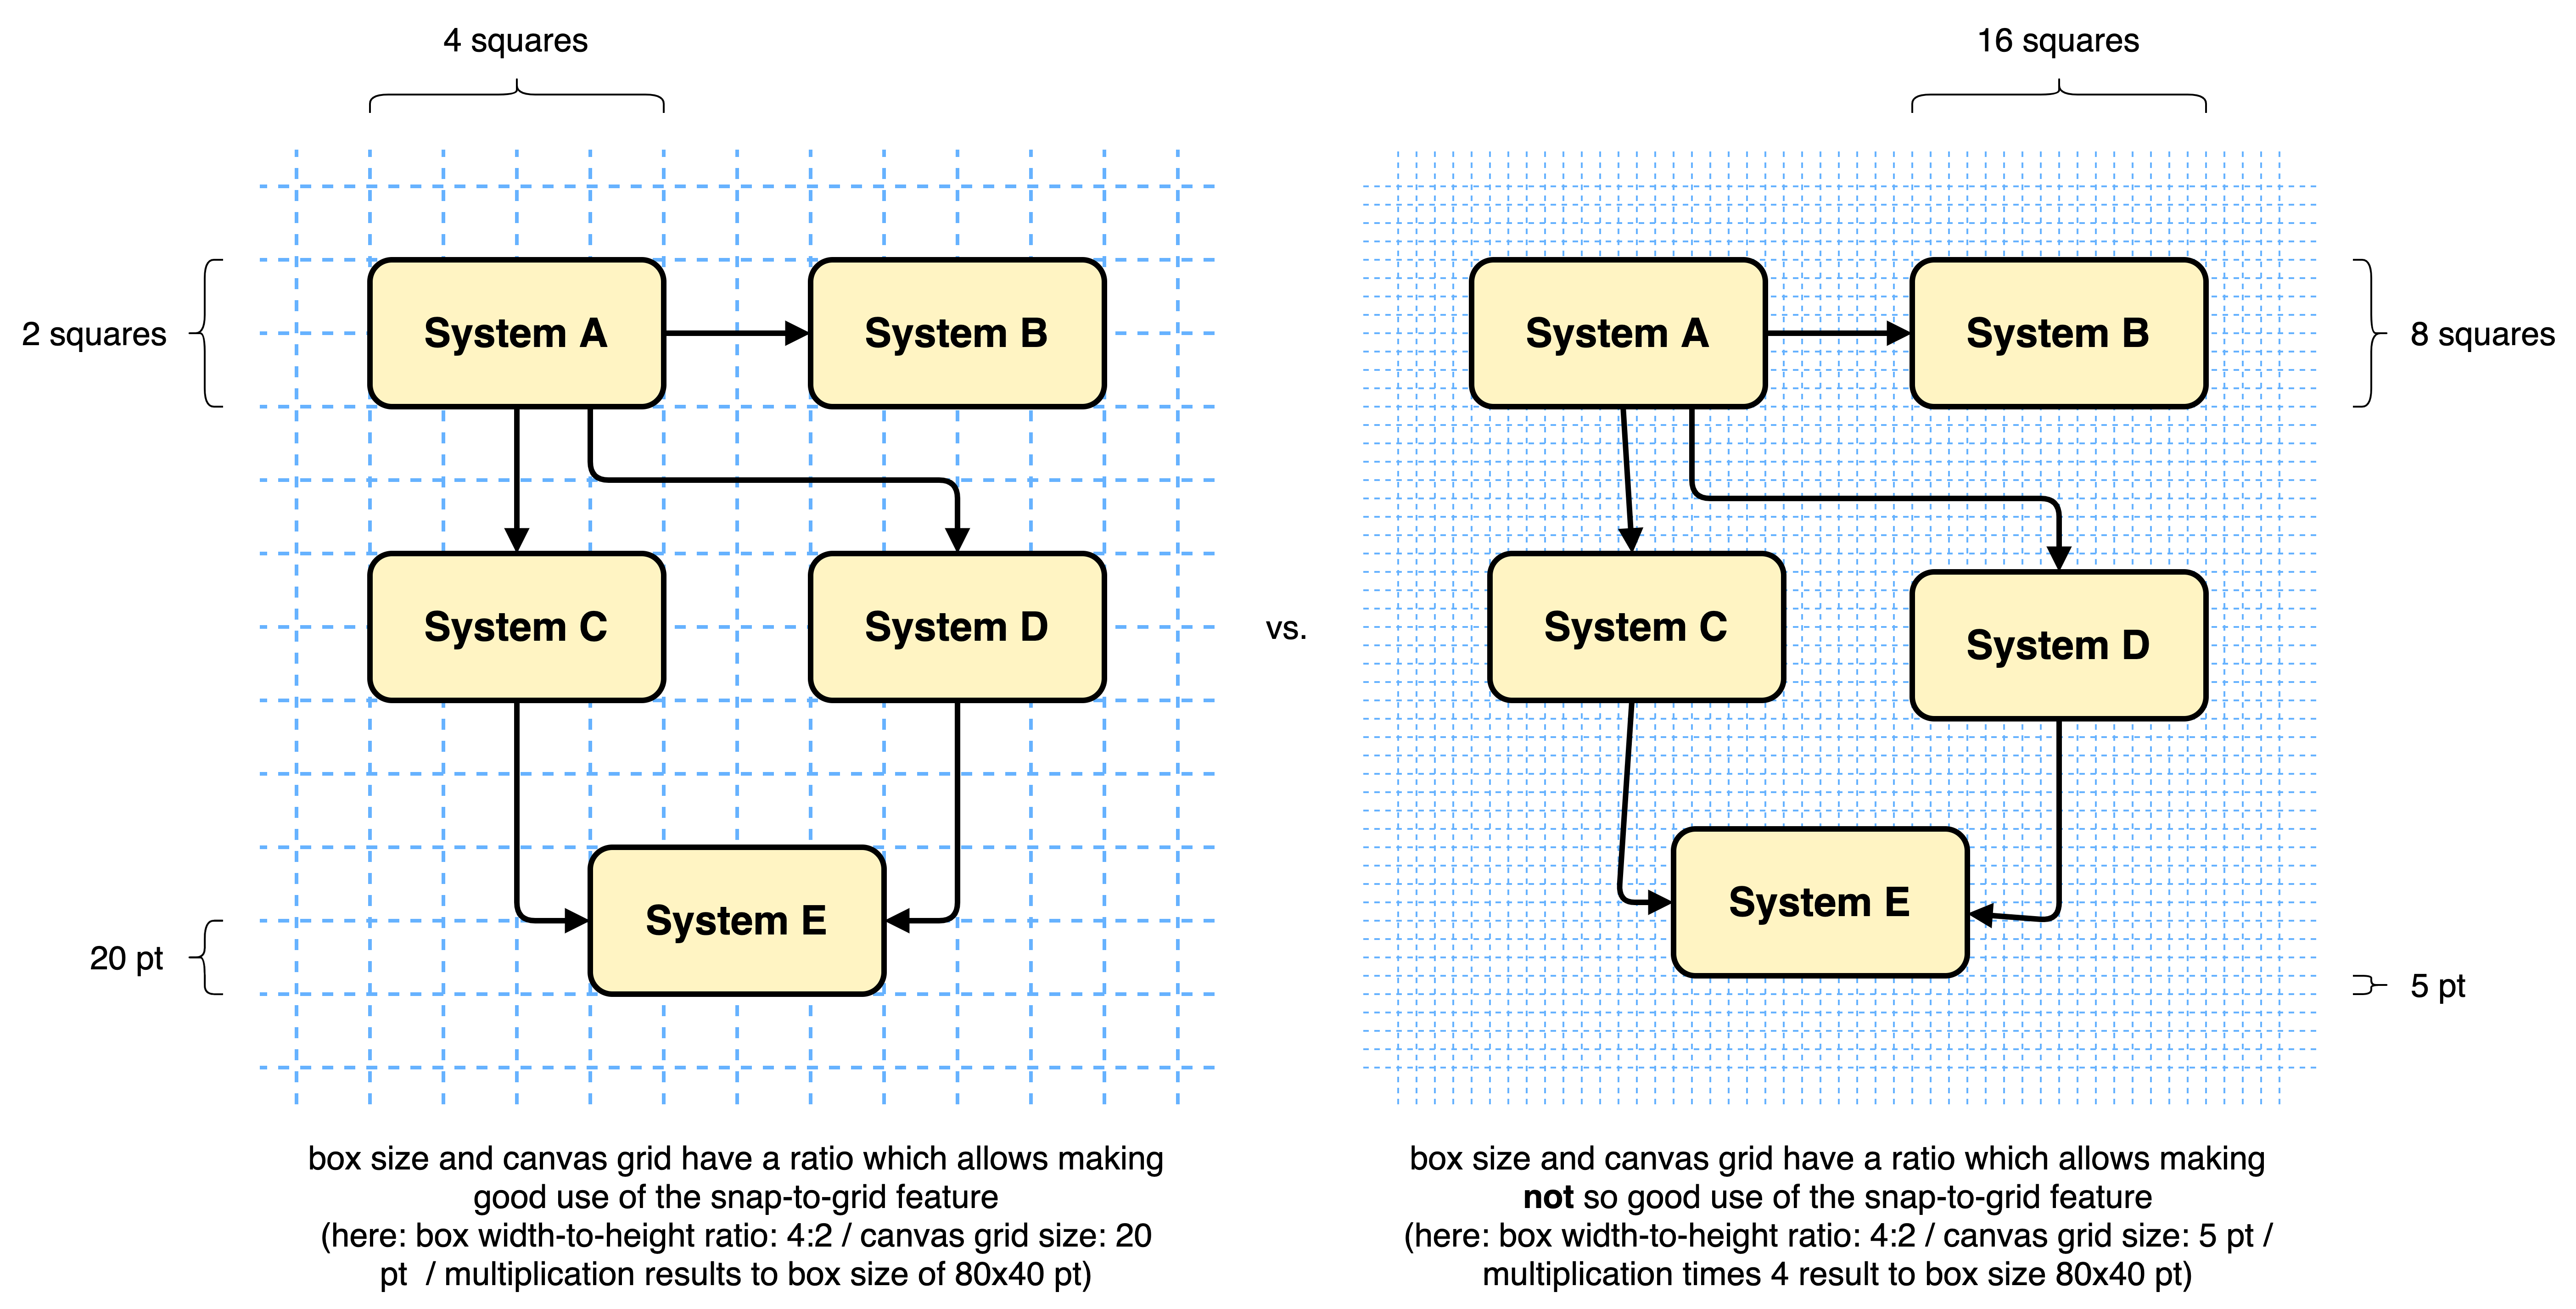 4 squares
16 squares
2 squares
System A
System B
System A
System B
8 squares
System C
System D
vs.
System C
System D
System E
System E
20 pt
5 pt
box size and canvas grid have a ratio which allows making
good use of the snap-to-grid feature
(here: box width-to-height ratio: 4:2 / canvas grid size: 20
pt  / multiplication results to box size of 80x40 pt)
box size and canvas grid have a ratio which allows making
not so good use of the snap-to-grid feature
(here: box width-to-height ratio: 4:2 / canvas grid size: 5 pt /
multiplication times 4 result to box size 80x40 pt)